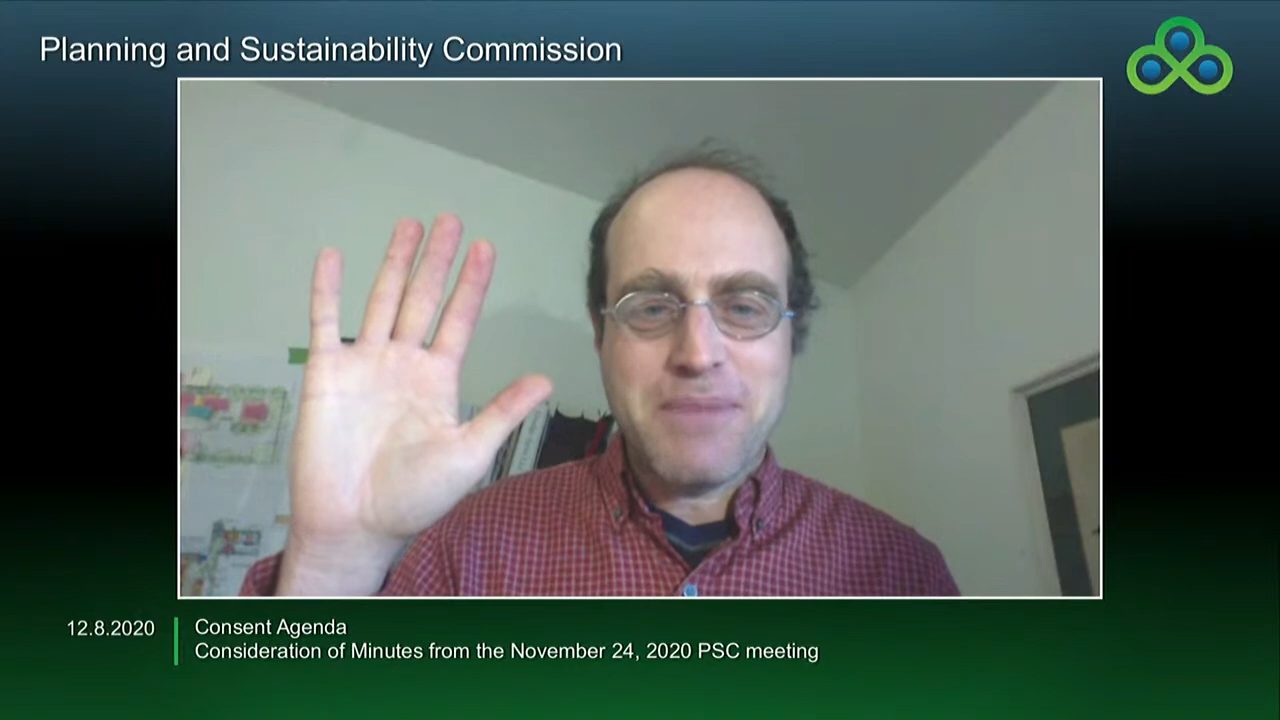 Planning and Sustainability Commission
12.8.2020
Consent Agenda
Consideration of Minutes from the November 24, 2020 PSC meeting